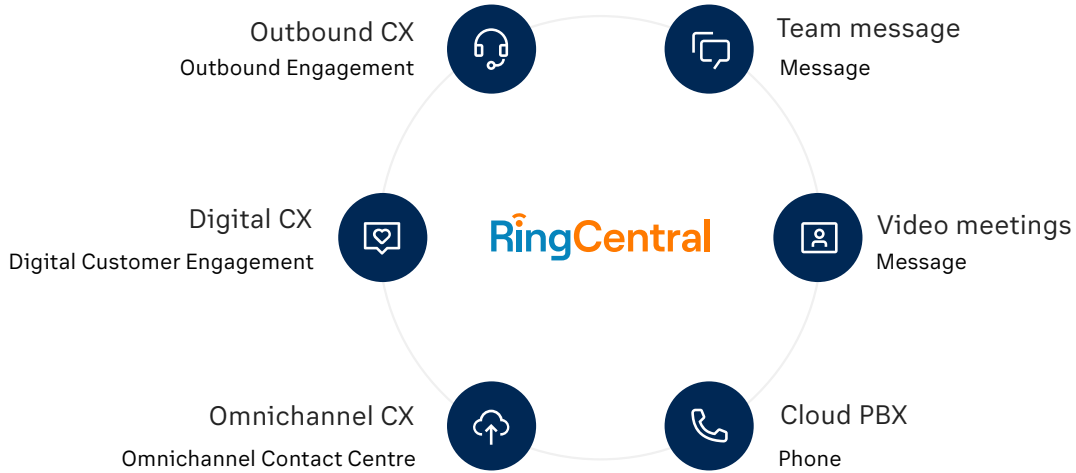 Outbound CX
Outbound Engagement
Team message
Message
Digital CX
Digital Customer Engagement
RingCentral
Video meetings
Message
Omnichannel CX
Omnichannel Contact Centre
Cloud PBX
Phone